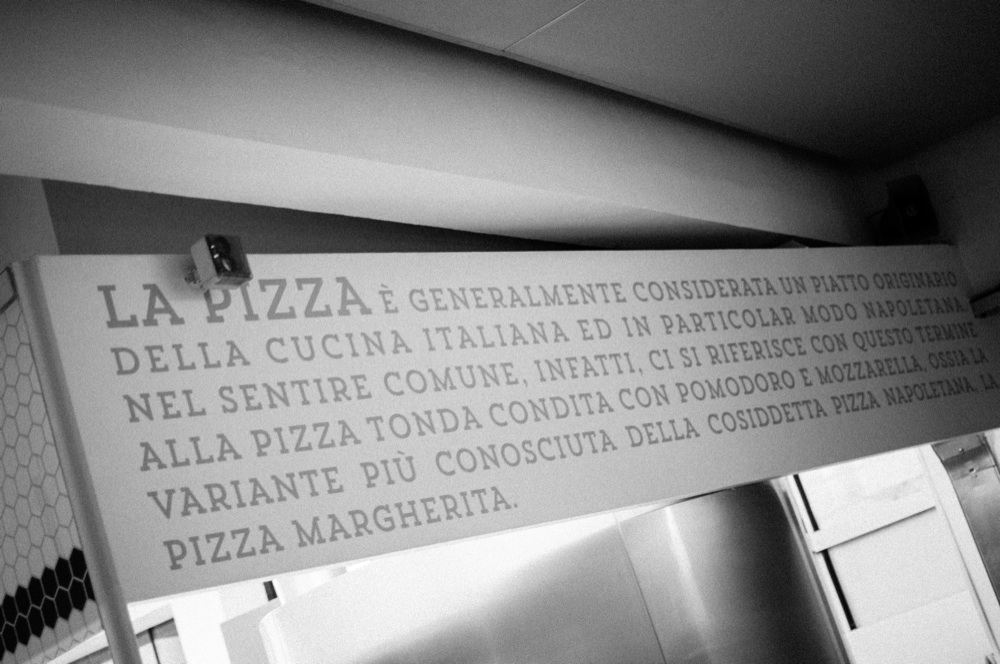 LA PIZZA È GENERALMENTE CONSIDERATA UN PIATTO ORIGINARIO
DELLA CUCINA ITALIANA ED IN PARTICOLAR MODO NAPOLETANA.
NEL SENTIRE COMUNE, INFATTI, CI SI RIFERISCE CON QUESTO TERMINE
ALLA PIZZA TONDA CONDITA CON POMODORO E MOZZARELLA, OSSIA LA
VARIANTE PIÙ CONOSCIUTA DELLA COSIDDETTA PIZZA NAPOLETANA, LA
PIZZA MARGHERITA.